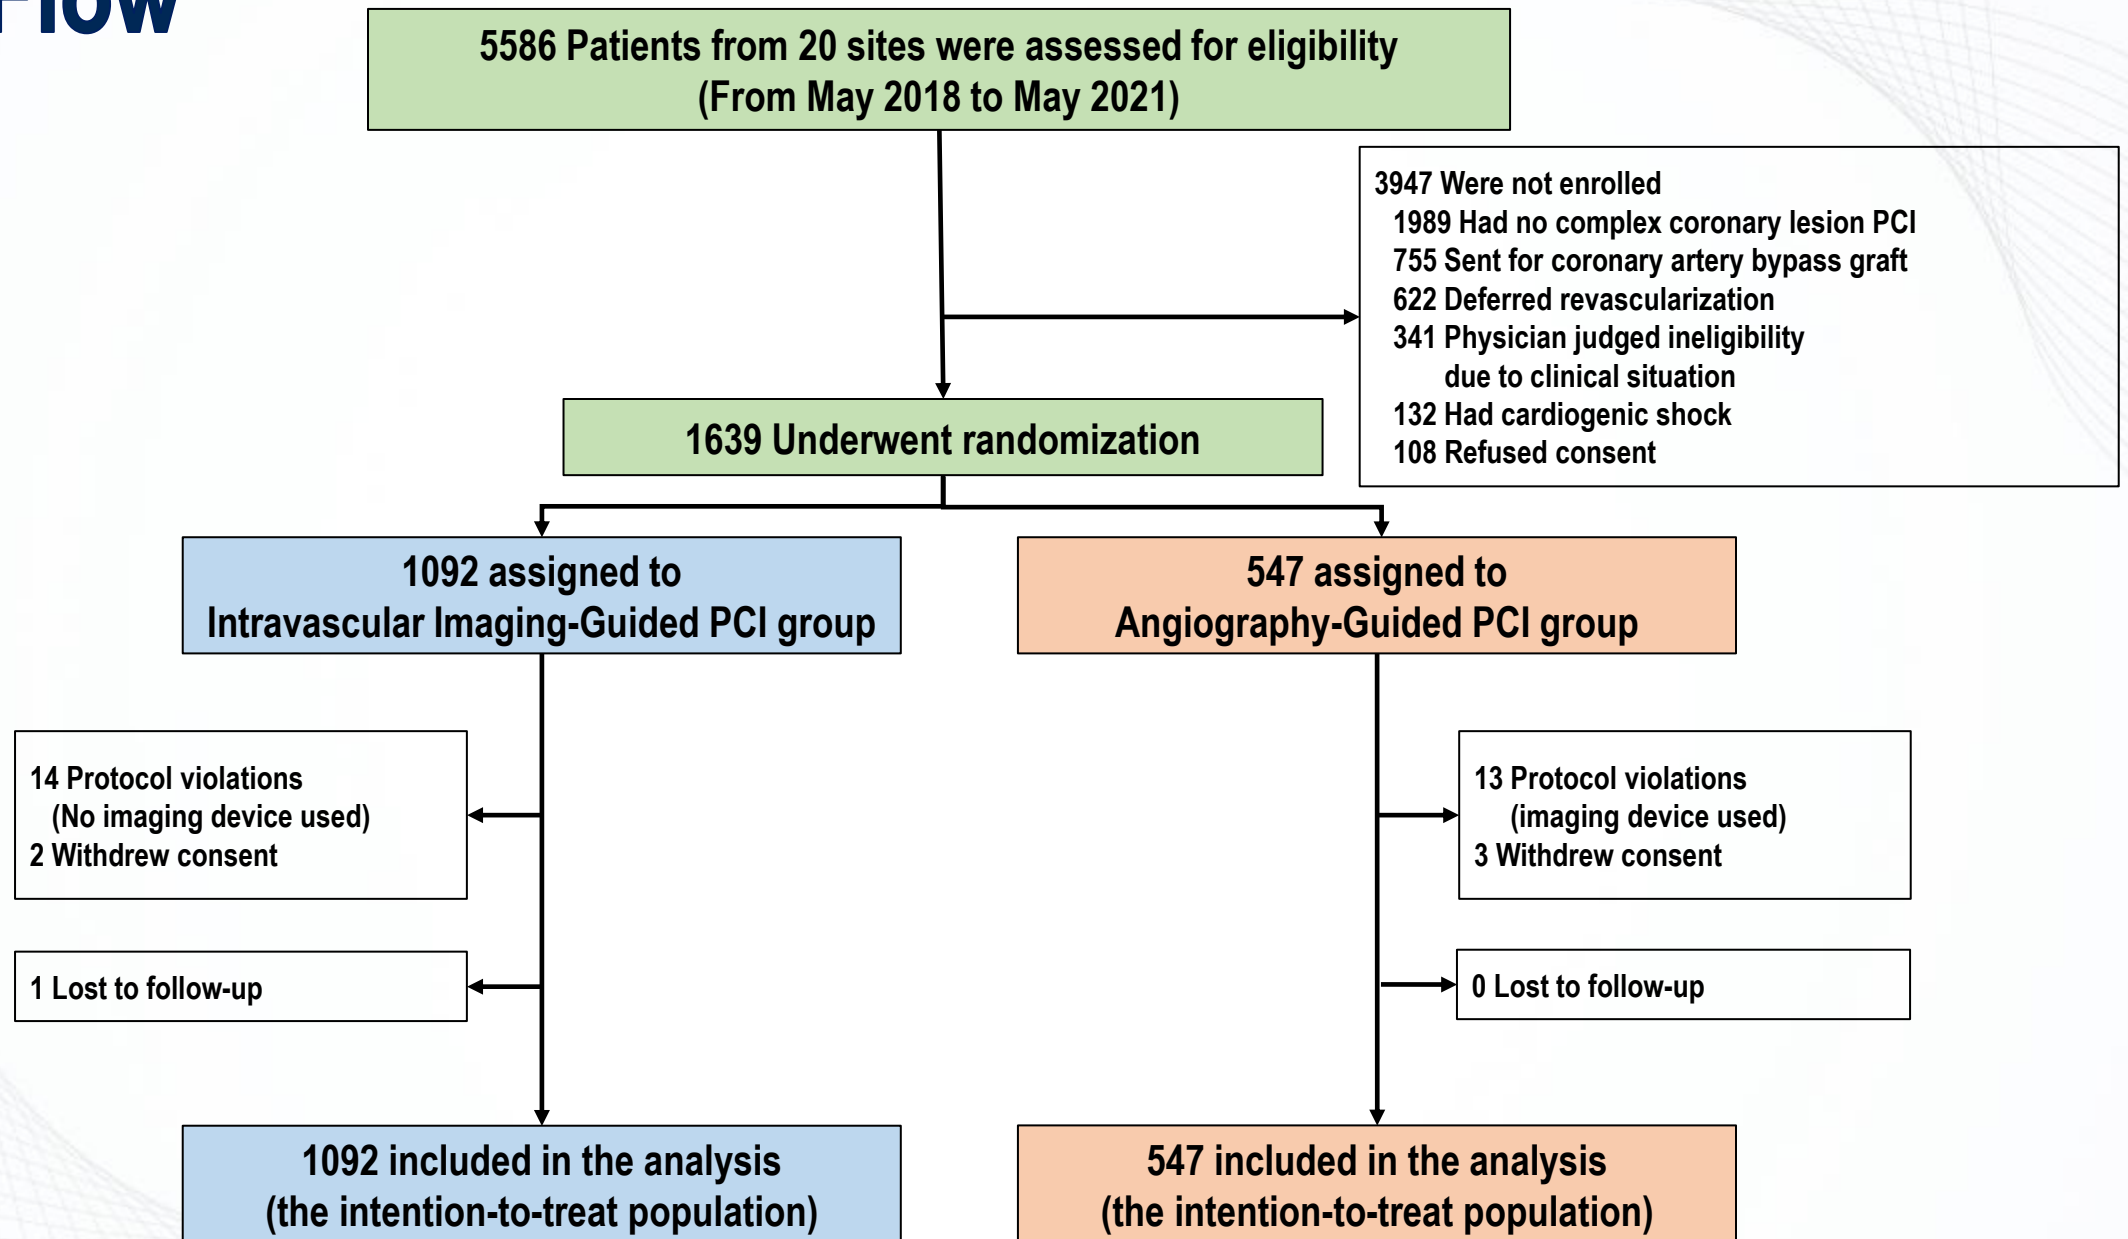 Flow
5586 Patients from 20 sites were assessed for eligibility
(From May 2018 to May 2021)
3947 Were not enrolled
1989 Had no complex coronary lesion PCI
755 Sent for coronary artery bypass graft
622 Deferred revascularization
341 Physician judged ineligibility
due to clinical situation
132 Had cardiogenic shock
108 Refused consent
1639 Underwent randomization
1092 assigned to
Intravascular Imaging-Guided PCI group
547 assigned to
Angiography-Guided PCI group
14 Protocol violations
(No imaging device used)
2 Withdrew consent
13 Protocol violations
(imaging device used)
3 Withdrew consent
1 Lost to follow-up
0 Lost to follow-up
1092 included in the analysis
(the intention-to-treat population)
547 included in the analysis
(the intention-to-treat population)